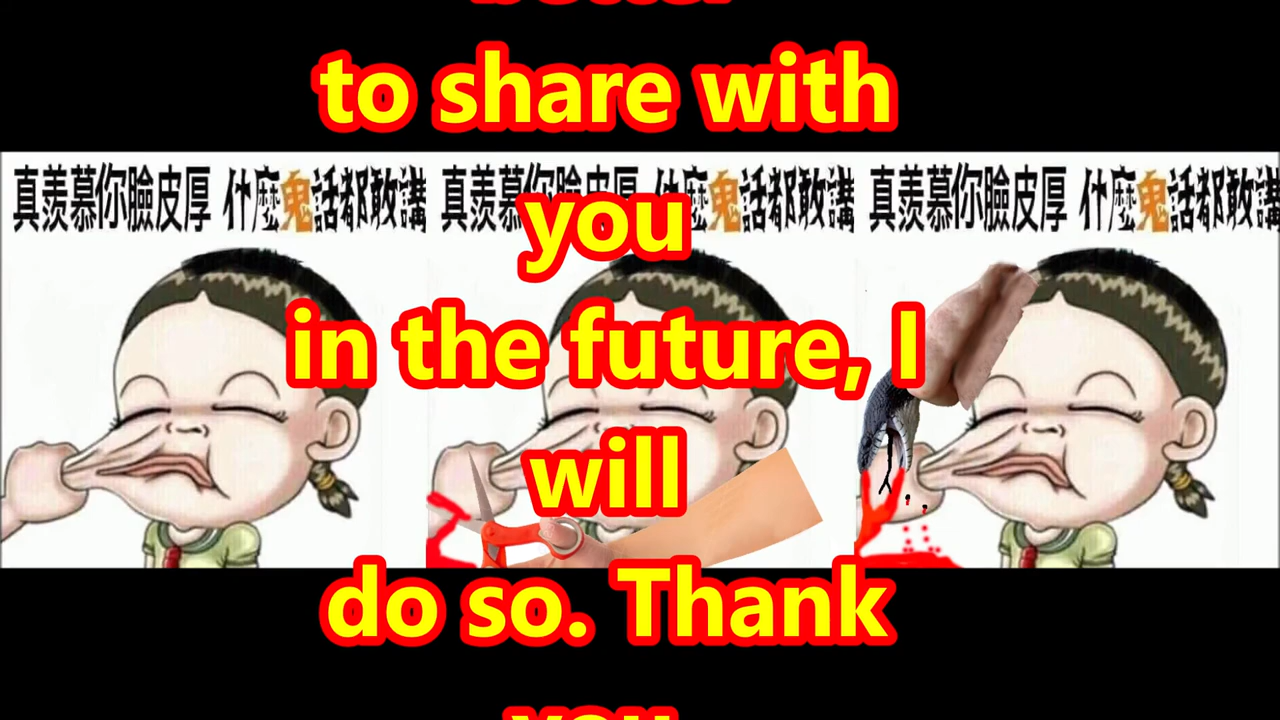 better
to share with
真羨慕你臉皮厚 什麼鬼話都敢講 真羨慕你臉皮厚 什麼鬼話都敢講 真羨慕你臉皮厚 什麼鬼話都敢講
you
in the future, I
will
do so. Thank
you